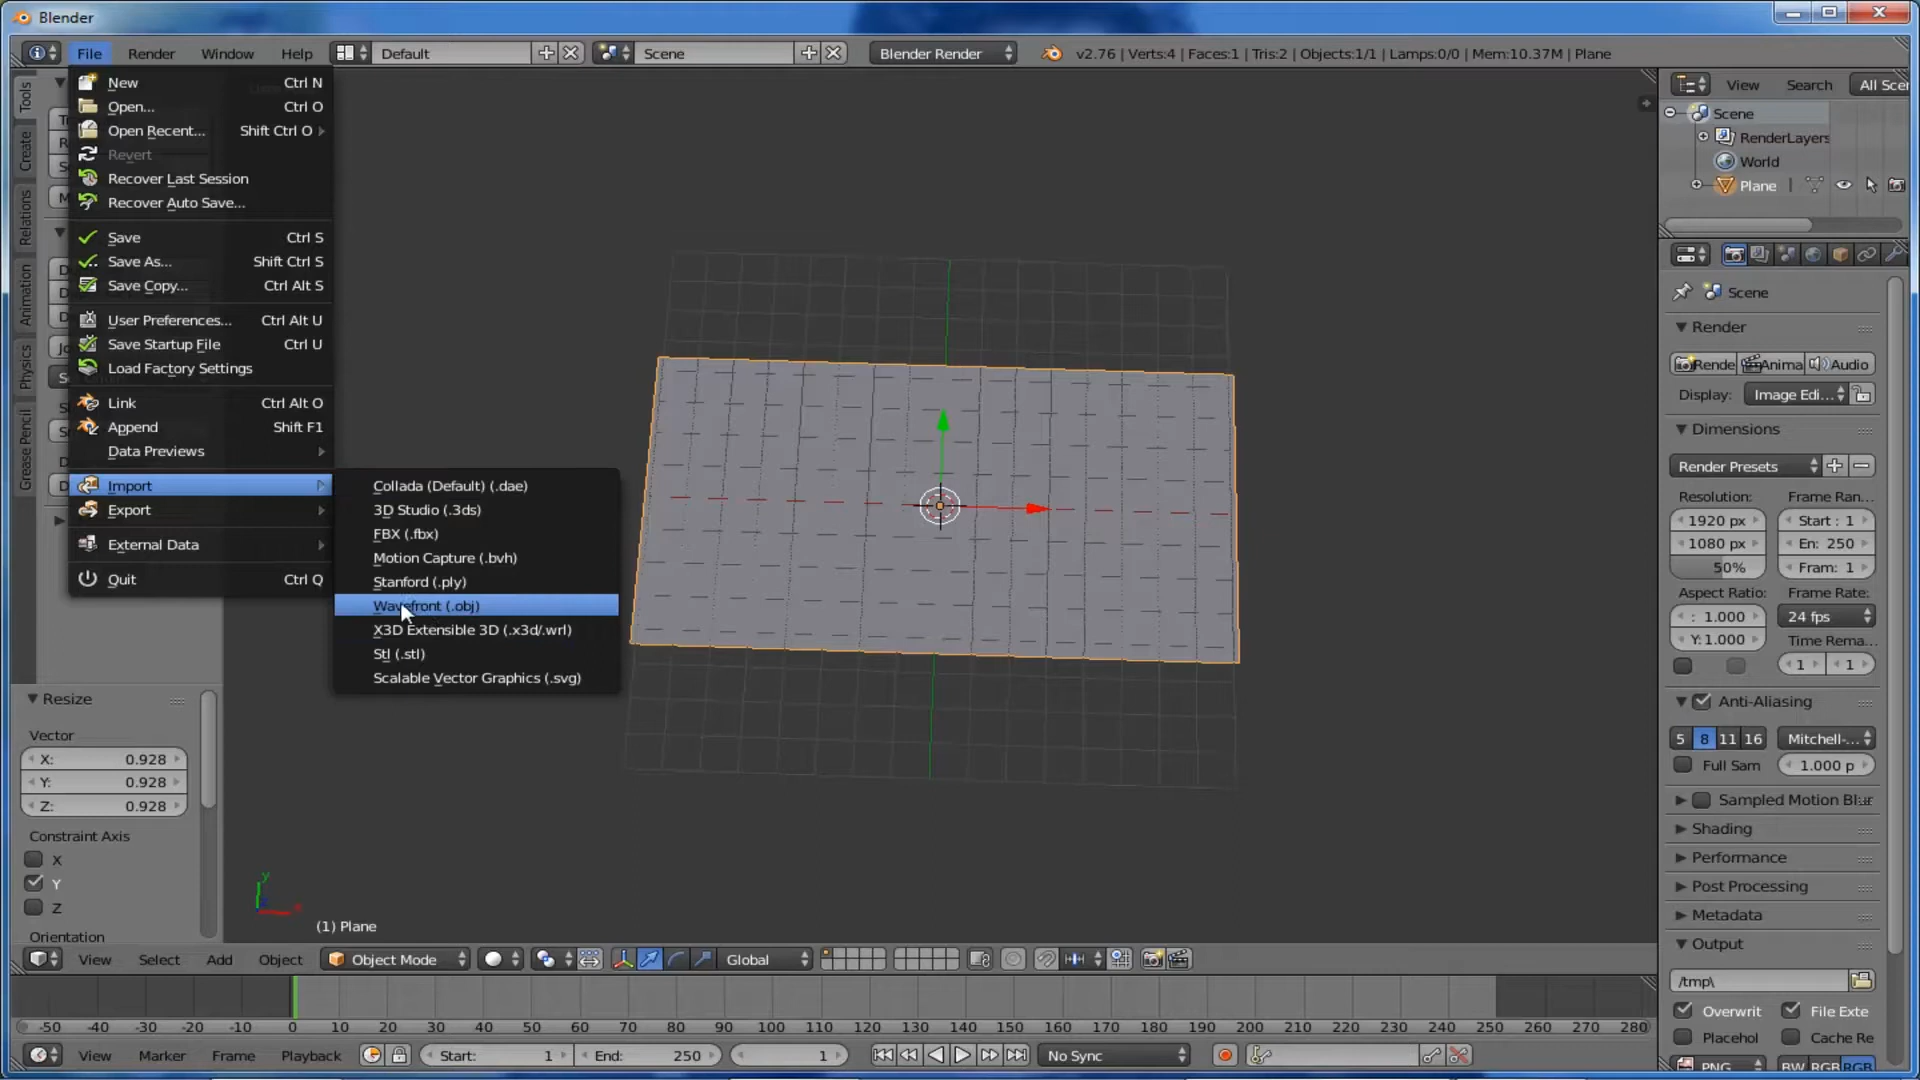 Blender
File Render Window Help Default Scene Blender Render v2.76 | Verts:4 | Faces:1 | Tris:2 | Objects:1/1 | Lamps:0/0 | Mem:10.37M | Plane
New Ctrl N
Open... Ctrl O
Open Recent... Shift Ctrl O
Revert
Recover Last Session
Recover Auto Save...
Save Ctrl S
Save As... Shift Ctrl S
Save Copy... Ctrl Alt S
User Preferences... Ctrl Alt U
Save Startup File Ctrl U
Load Factory Settings
Link Ctrl Alt O
Append Shift F1
Data Previews
Import
Export
External Data
Quit Ctrl Q
Collada (Default) (.dae)
3D Studio (.3ds)
FBX (.fbx)
Motion Capture (.bvh)
Stanford (.ply)
Wavefront (.obj)
X3D Extensible 3D (.x3d/.wrl)
Stl (.stl)
Scalable Vector Graphics (.svg)
Tools
Create
Relations
Animation
Physics
Grease Pencil
Resize
Vector
X: 0.928
Y: 0.928
Z: 0.928
Constraint Axis
X
Y
Z
Orientation
y
(1) Plane
View Select Add Object Object Mode Global
-50 -40 -30 -20 -10 0 10 20 30 40 50 60 70 80 90 100 110 120 130 140 150 160 170 180 190 200 210 220 230 240 250 260 270 280
View Marker Frame Playback Start: 1 End: 250 1 No Sync
View Search All Scen
Scene
RenderLayers
World
Plane
Scene
Render
Rende Anima Audio
Display: Image Edi...
Dimensions
Render Presets
Resolution: Frame Ran...
1920 px Start : 1
1080 px En: 250
50% Fram: 1
Aspect Ratio: Frame Rate:
: 1.000 24 fps
Y: 1.000 Time Rema...
1 1
Anti-Aliasing
5 8 11 16 Mitchell-...
Full Sam 1.000 p
Sampled Motion Blur
Shading
Performance
Post Processing
Metadata
Output
/tmp\
Overwrit File Exte
Placehol Cache Re
PNG BW RGB RGB